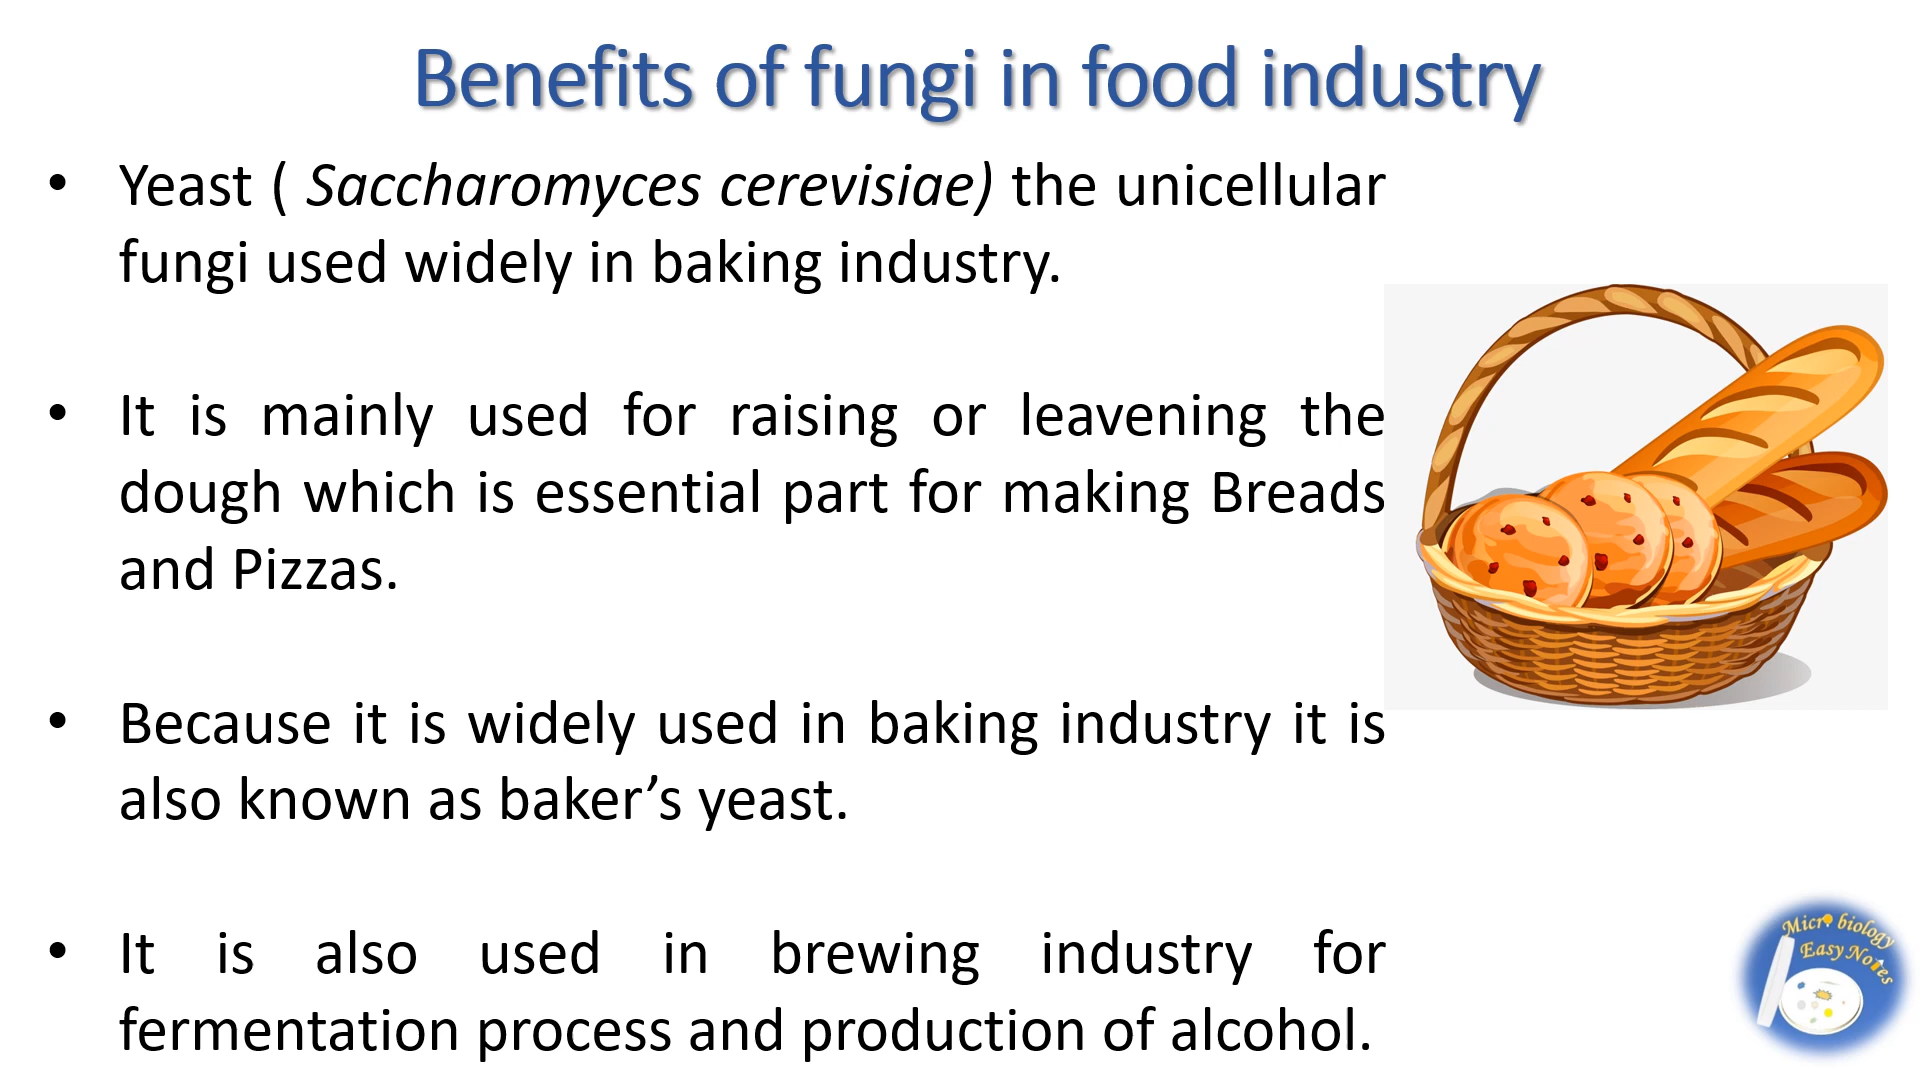 Benefits of fungi in food industry
• Yeast ( Saccharomyces cerevisiae) the unicellular
fungi used widely in baking industry.
• It is mainly used for raising or leavening the
dough which is essential part for making Breads
and Pizzas.
• Because it is widely used in baking industry it is
also known as baker’s yeast.
• It is also used in brewing industry for
fermentation process and production of alcohol.
Micro biology
Easy Notes